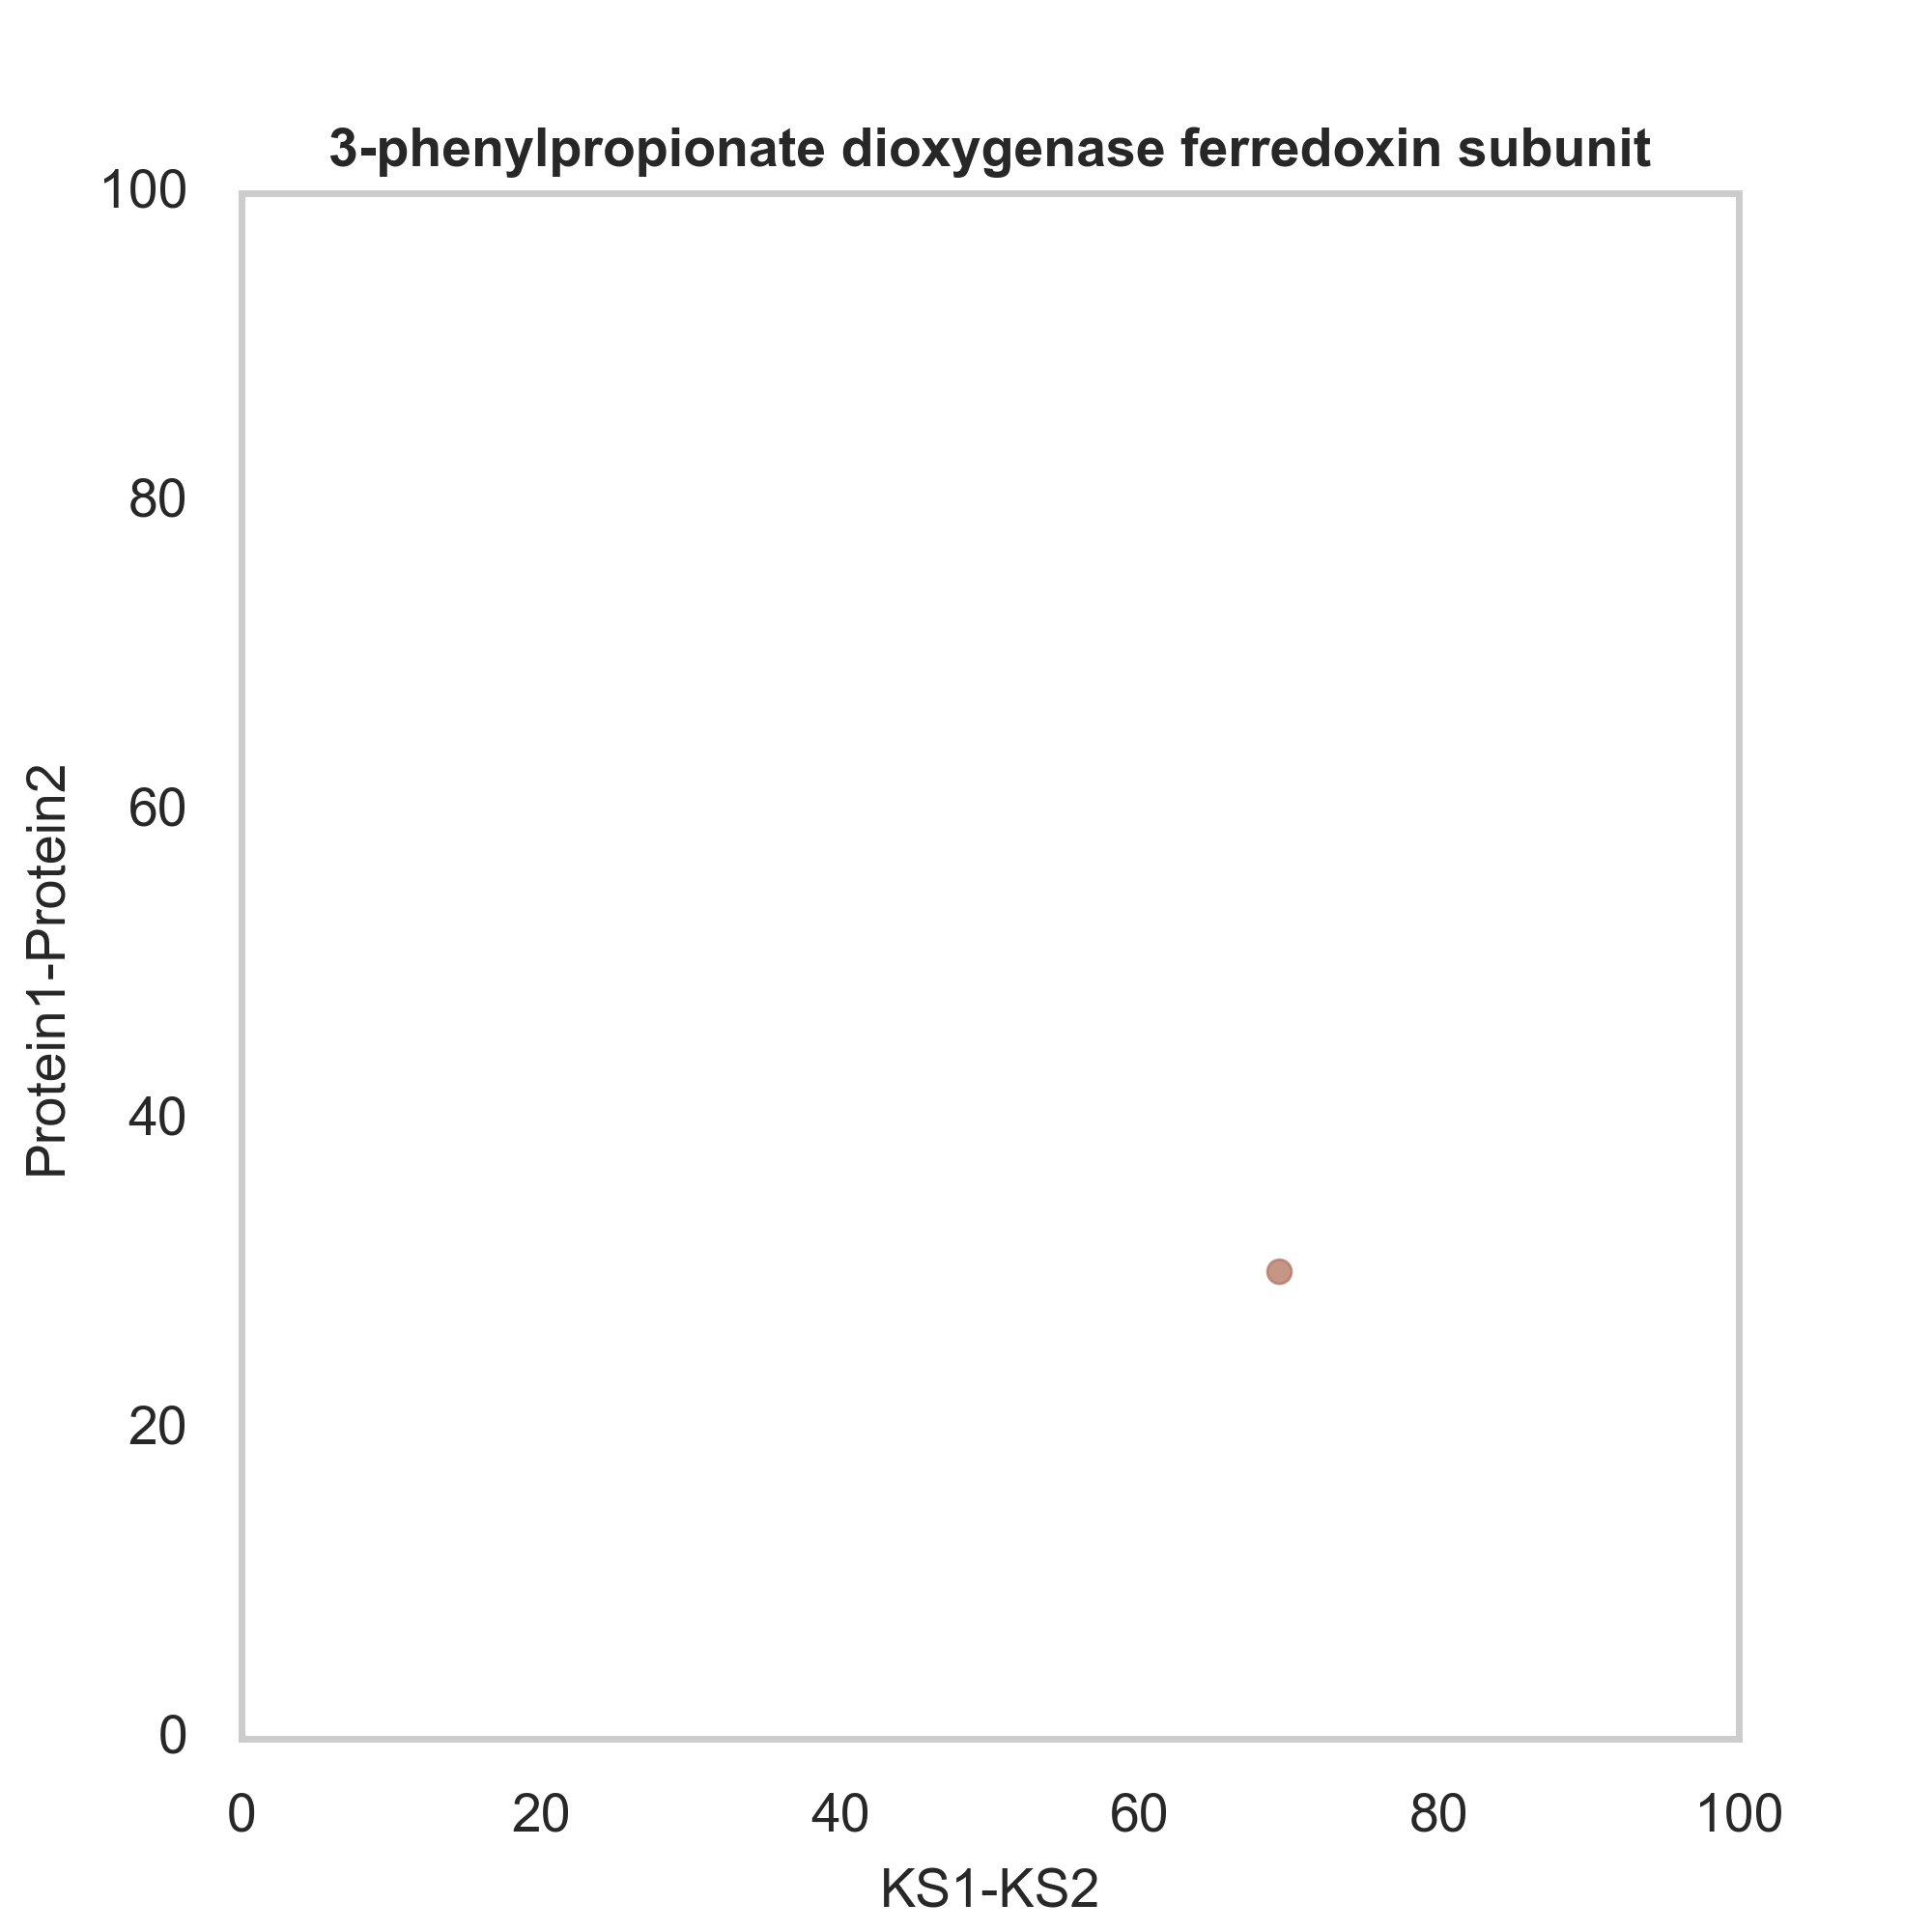 3-phenylpropionate dioxygenase ferredoxin subunit
100
80
60
40
20
0
Protein1-Protein2
0 20 40 60 80 100
KS1-KS2